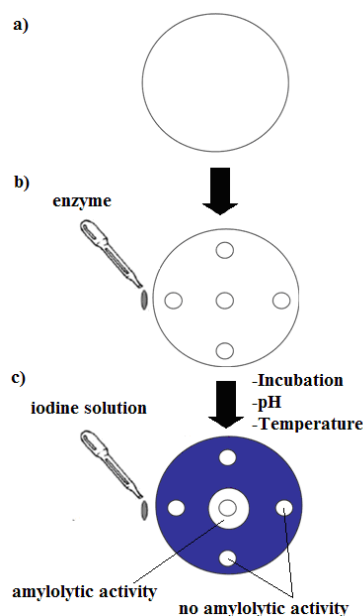 a)
b)
enzyme
c)
-Incubation
-pH
-Temperature
iodine solution
amylolytic activity
no amylolytic activity